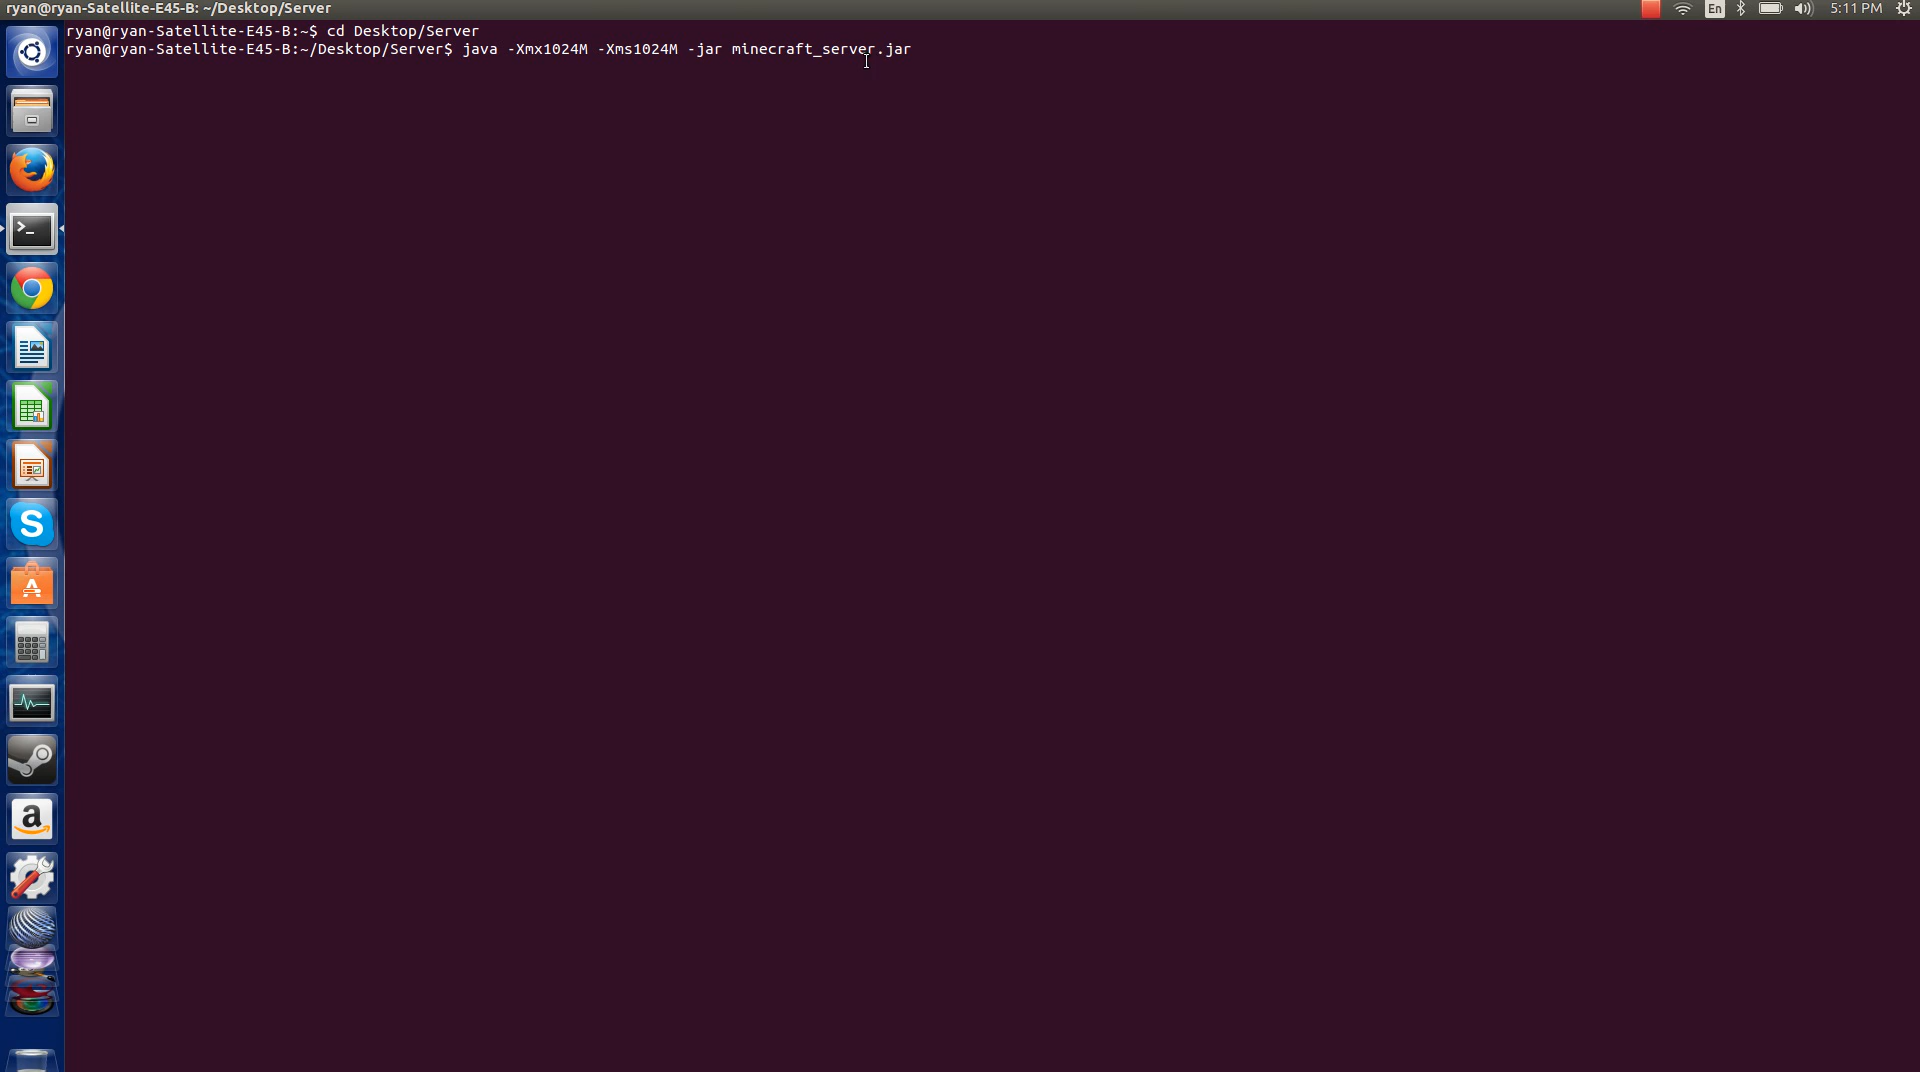 ryan@ryan-Satellite-E45-B: ~/Desktop/Server
En
5:11 PM
ryan@ryan-Satellite-E45-B:~$ cd Desktop/Server
ryan@ryan-Satellite-E45-B:~/Desktop/Server$ java -Xmx1024M -Xms1024M -jar minecraft_server.jar
>_
S
A
a